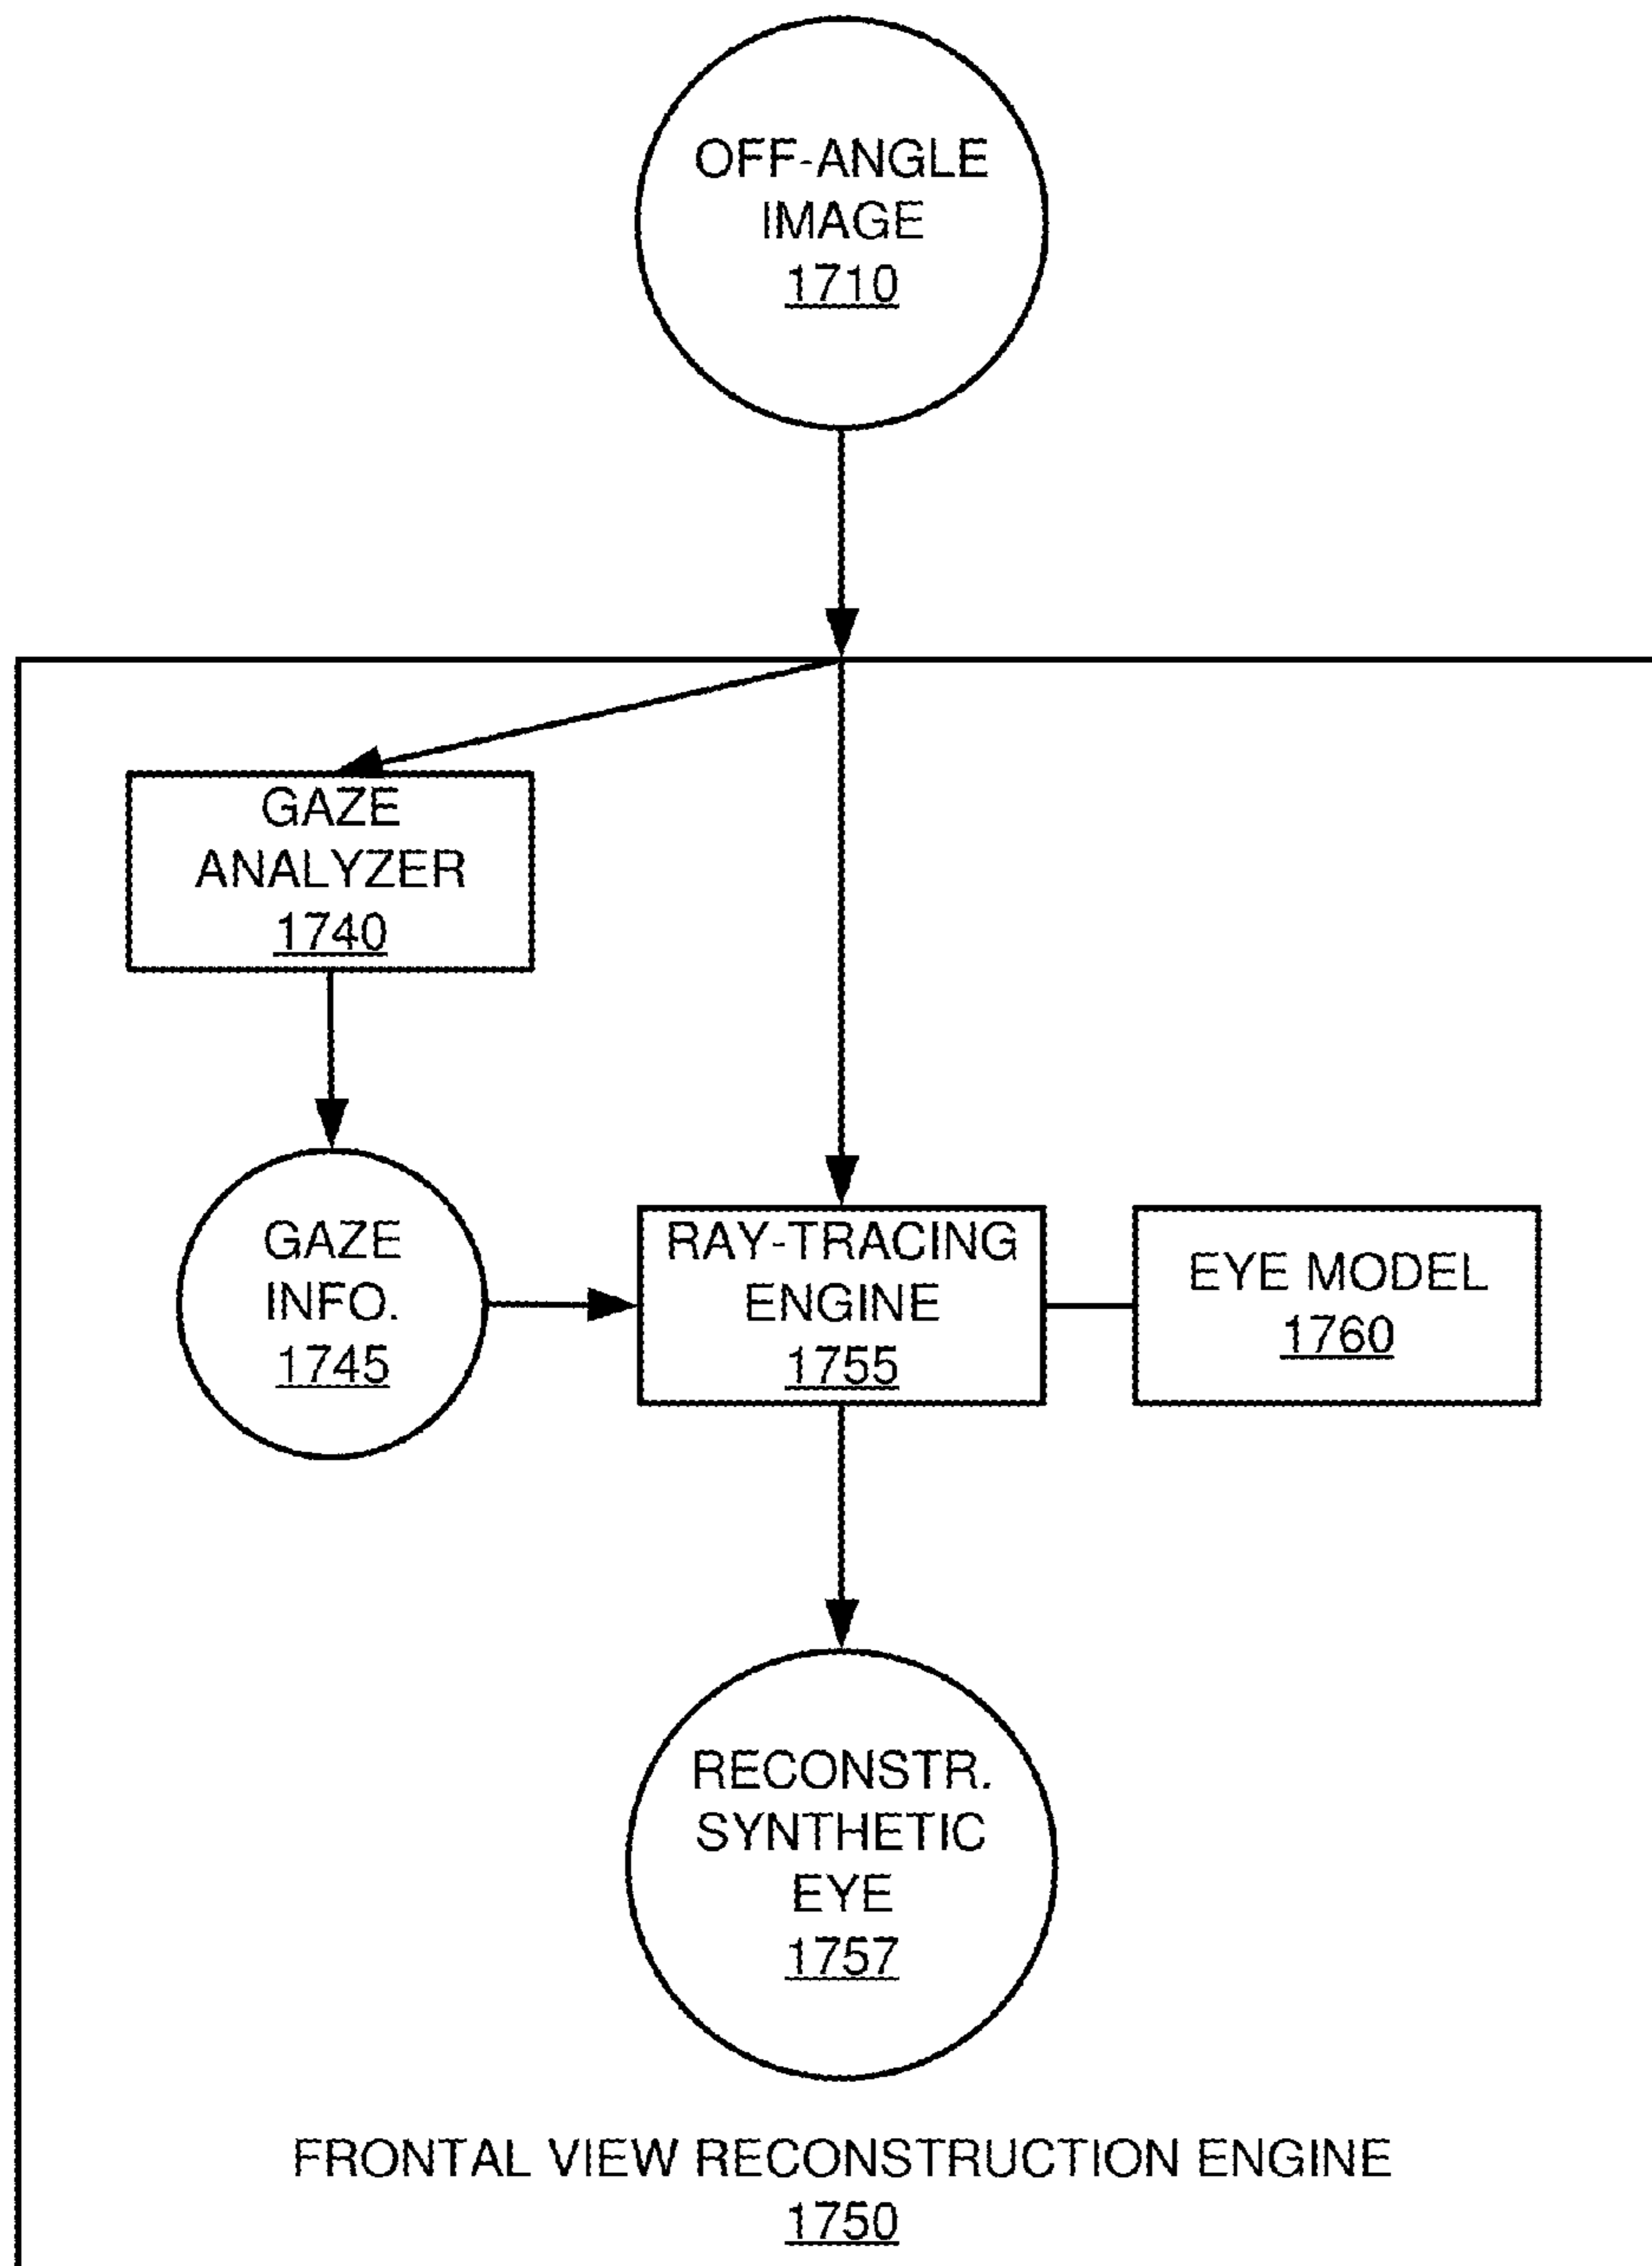 OFF-ANGLE
IMAGE
1710
GAZE
ANALYZER
1740
GAZE
INFO.
1745
RAY-TRACING
ENGINE
1755
EYE MODEL
1760
RECONSTR.
SYNTHETIC
EYE
1757
FRONTAL VIEW RECONSTRUCTION ENGINE
1750